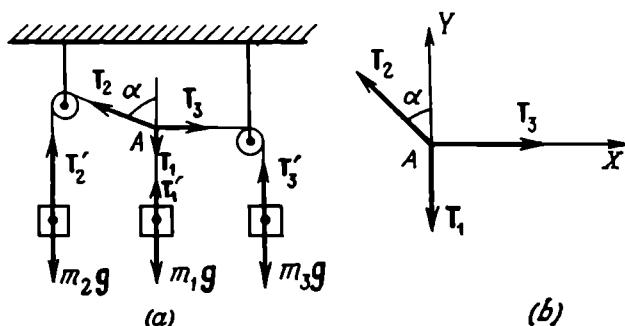 T₂ α T₃
A
T₁
T₂′ T₁′ T₃′
m₂g m₁g m₃g
(a)
Y
T₂
α T₃
A X
T₁
(b)